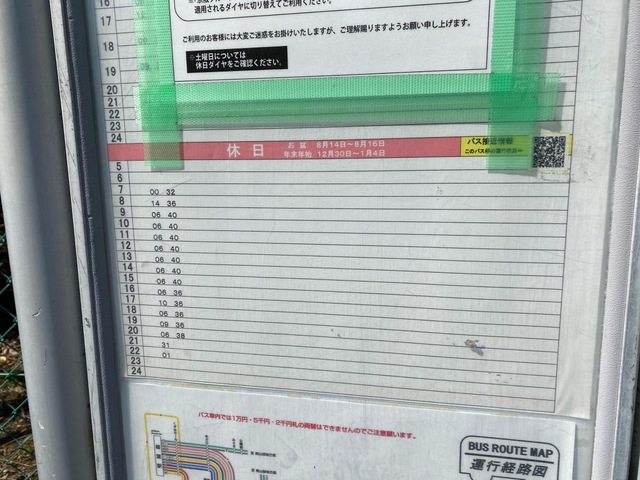 16
17
18
19
20
21
22
23
24
適用されるダイヤに切り替えてご利用ください。
ご利用のお客様には大変ご迷惑をお掛けいたしますが、ご理解賜りますようお願い申し上げます。
※土曜日については
休日ダイヤをご確認ください。
休日 お盆 8月14日~8月16日
年末年始 12月30日~1月4日
バス接近情報
5
6
7 00 32
8 14 36
9 06 40
10 06 40
11 06 40
12 06 40
13 06 40
14 06 40
15 06 40
16 06 36
17 10 36
18 06 36
19 09 36
20 06 38
21 31
22 01
23
24
バス車内では1万円・5千円・2千円札の両替はできませんのでご注意願います。
BUS ROUTE MAP
運行経路図